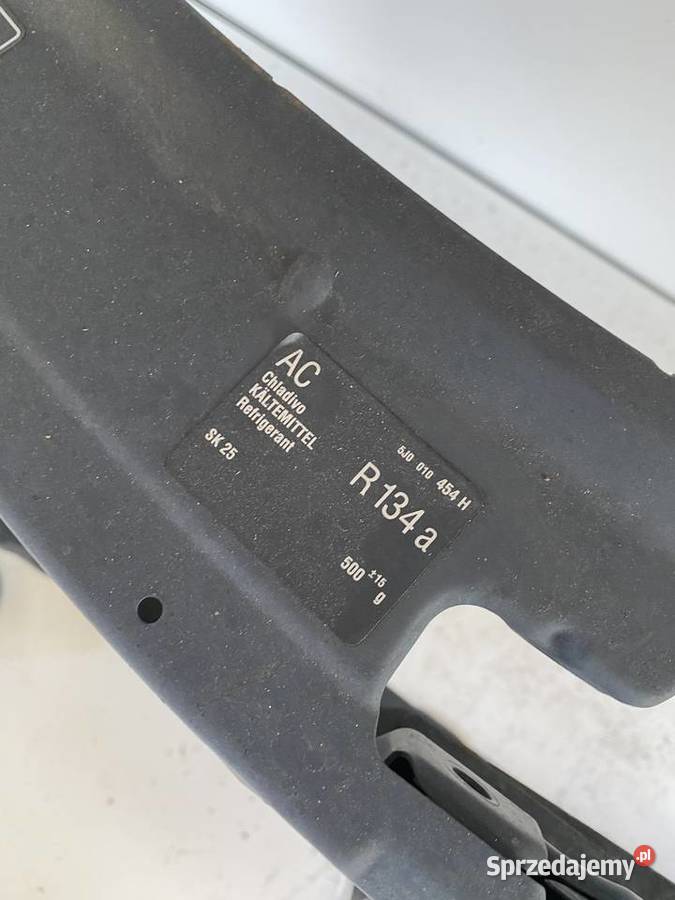 AC
Chladivo
KÄLTEMITTEL
Refrigerant
SK 25
5J0 010 454 H
R 134 a
500 ±15 g
Sprzedajemy.pl